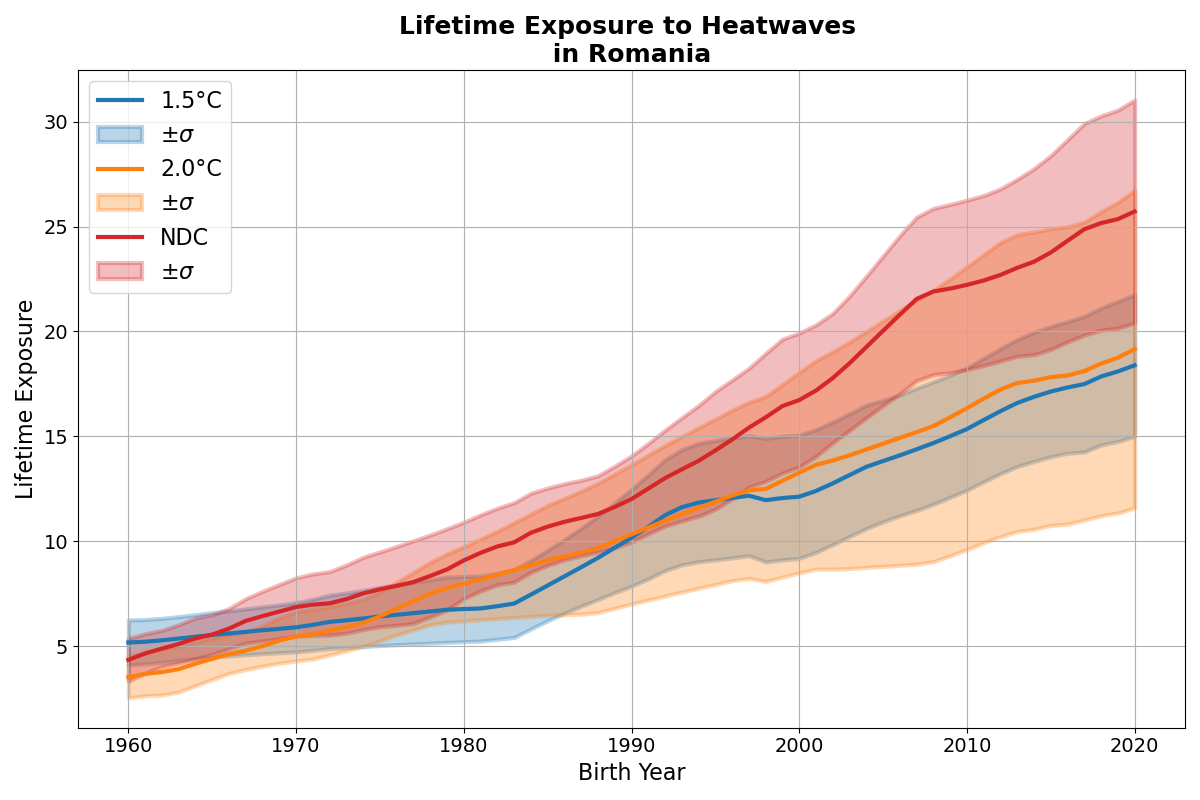 Lifetime Exposure to Heatwaves
in Romania
1.5°C
±σ
2.0°C
±σ
NDC
±σ
Lifetime Exposure
30
25
20
15
10
5
1960 1970 1980 1990 2000 2010 2020
Birth Year